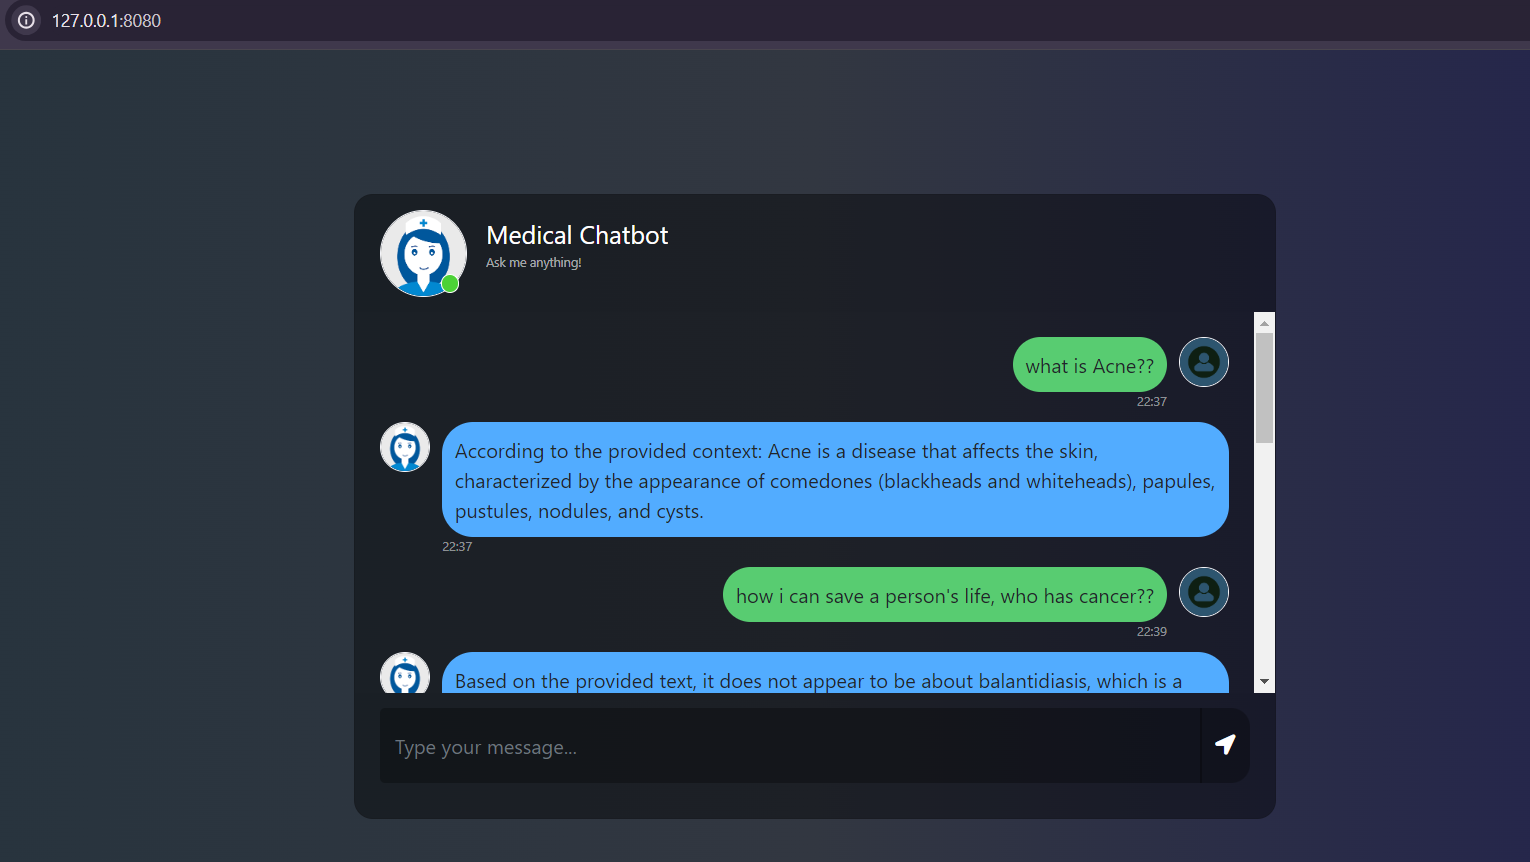 127.0.0.1:8080
Medical Chatbot
Ask me anything!
what is Acne??
22:37
According to the provided context: Acne is a disease that affects the skin,
characterized by the appearance of comedones (blackheads and whiteheads), papules,
pustules, nodules, and cysts.
22:37
how i can save a person's life, who has cancer??
22:39
Based on the provided text, it does not appear to be about balantidiasis, which is a
Type your message...